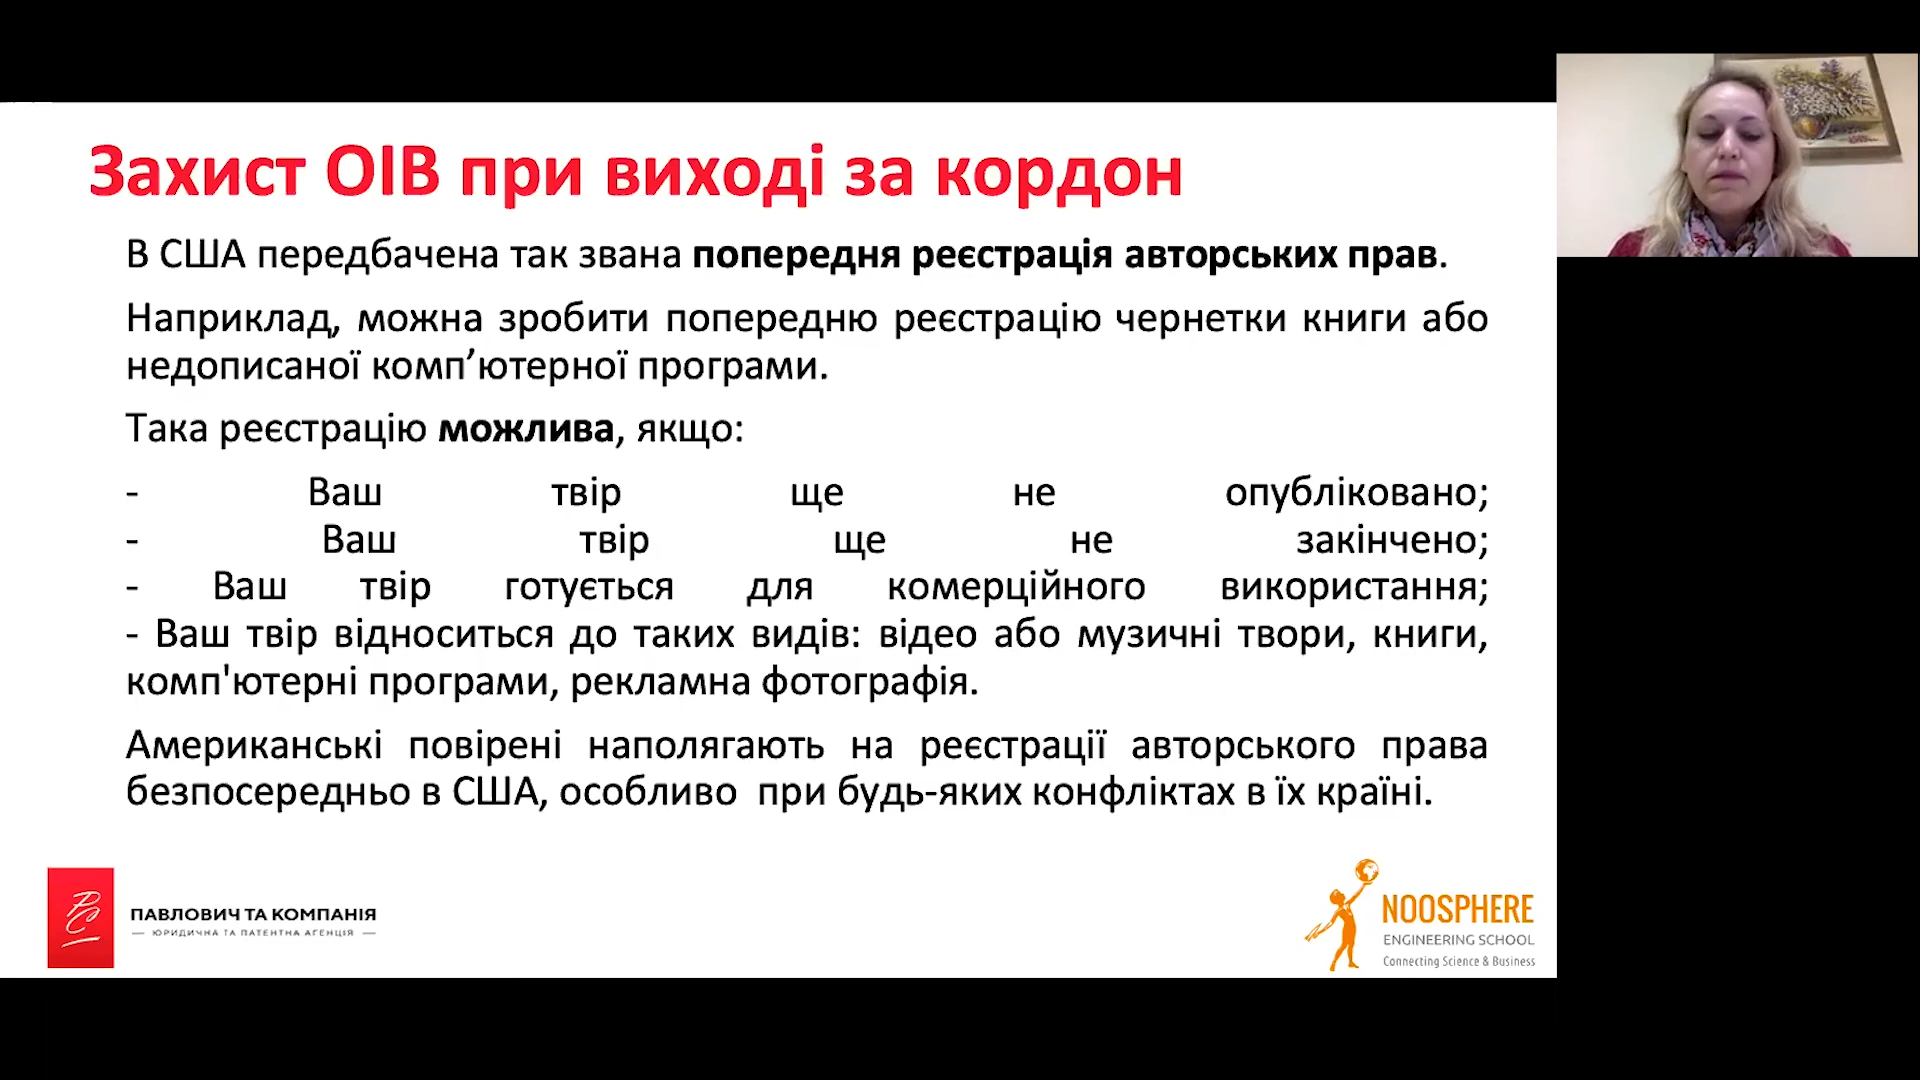 Захист ОІВ при виході за кордон
В США передбачена так звана попередня реєстрація авторських прав.
Наприклад, можна зробити попередню реєстрацію чернетки книги або
недописаної комп’ютерної програми.
Така реєстрацію можлива, якщо:
- Ваш твір ще не опубліковано;
- Ваш твір ще не закінчено;
- Ваш твір готується для комерційного використання;
- Ваш твір відноситься до таких видів: відео або музичні твори, книги,
комп'ютерні програми, рекламна фотографія.
Американські повірені наполягають на реєстрації авторського права
безпосередньо в США, особливо при будь-яких конфліктах в їх країні.
ПАВЛОВИЧ ТА КОМПАНІЯ
— ЮРИДИЧНА ТА ПАТЕНТНА АГЕНЦІЯ —
NOOSPHERE
ENGINEERING SCHOOL
Connecting Science & Business